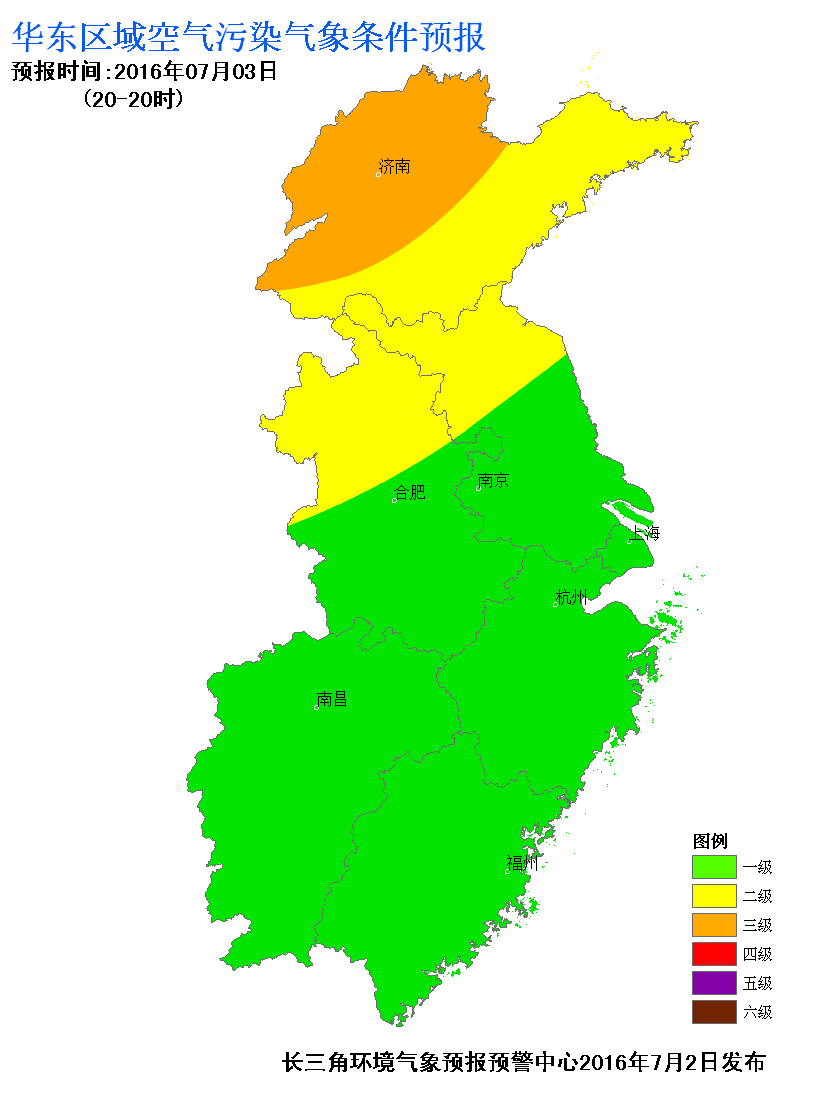 华东区域空气污染气象条件预报
预报时间:2016年07月03日
(20-20时)
济南
南京
合肥
上海
杭州
南昌
福州
图例
一级
二级
三级
四级
五级
六级
长三角环境气象预报预警中心2016年7月2日发布